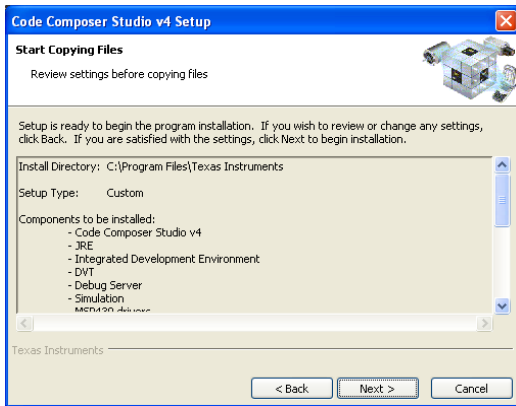 Code Composer Studio v4 Setup
Start Copying Files
Review settings before copying files
Setup is ready to begin the program installation. If you wish to review or change any settings,
click Back. If you are satisfied with the settings, click Next to begin installation.
Install Directory: C:\Program Files\Texas Instruments
Setup Type: Custom
Components to be installed:
- Code Composer Studio v4
- JRE
- Integrated Development Environment
- DVT
- Debug Server
- Simulation
- MSP430 drivers
Texas Instruments
< Back
Next >
Cancel